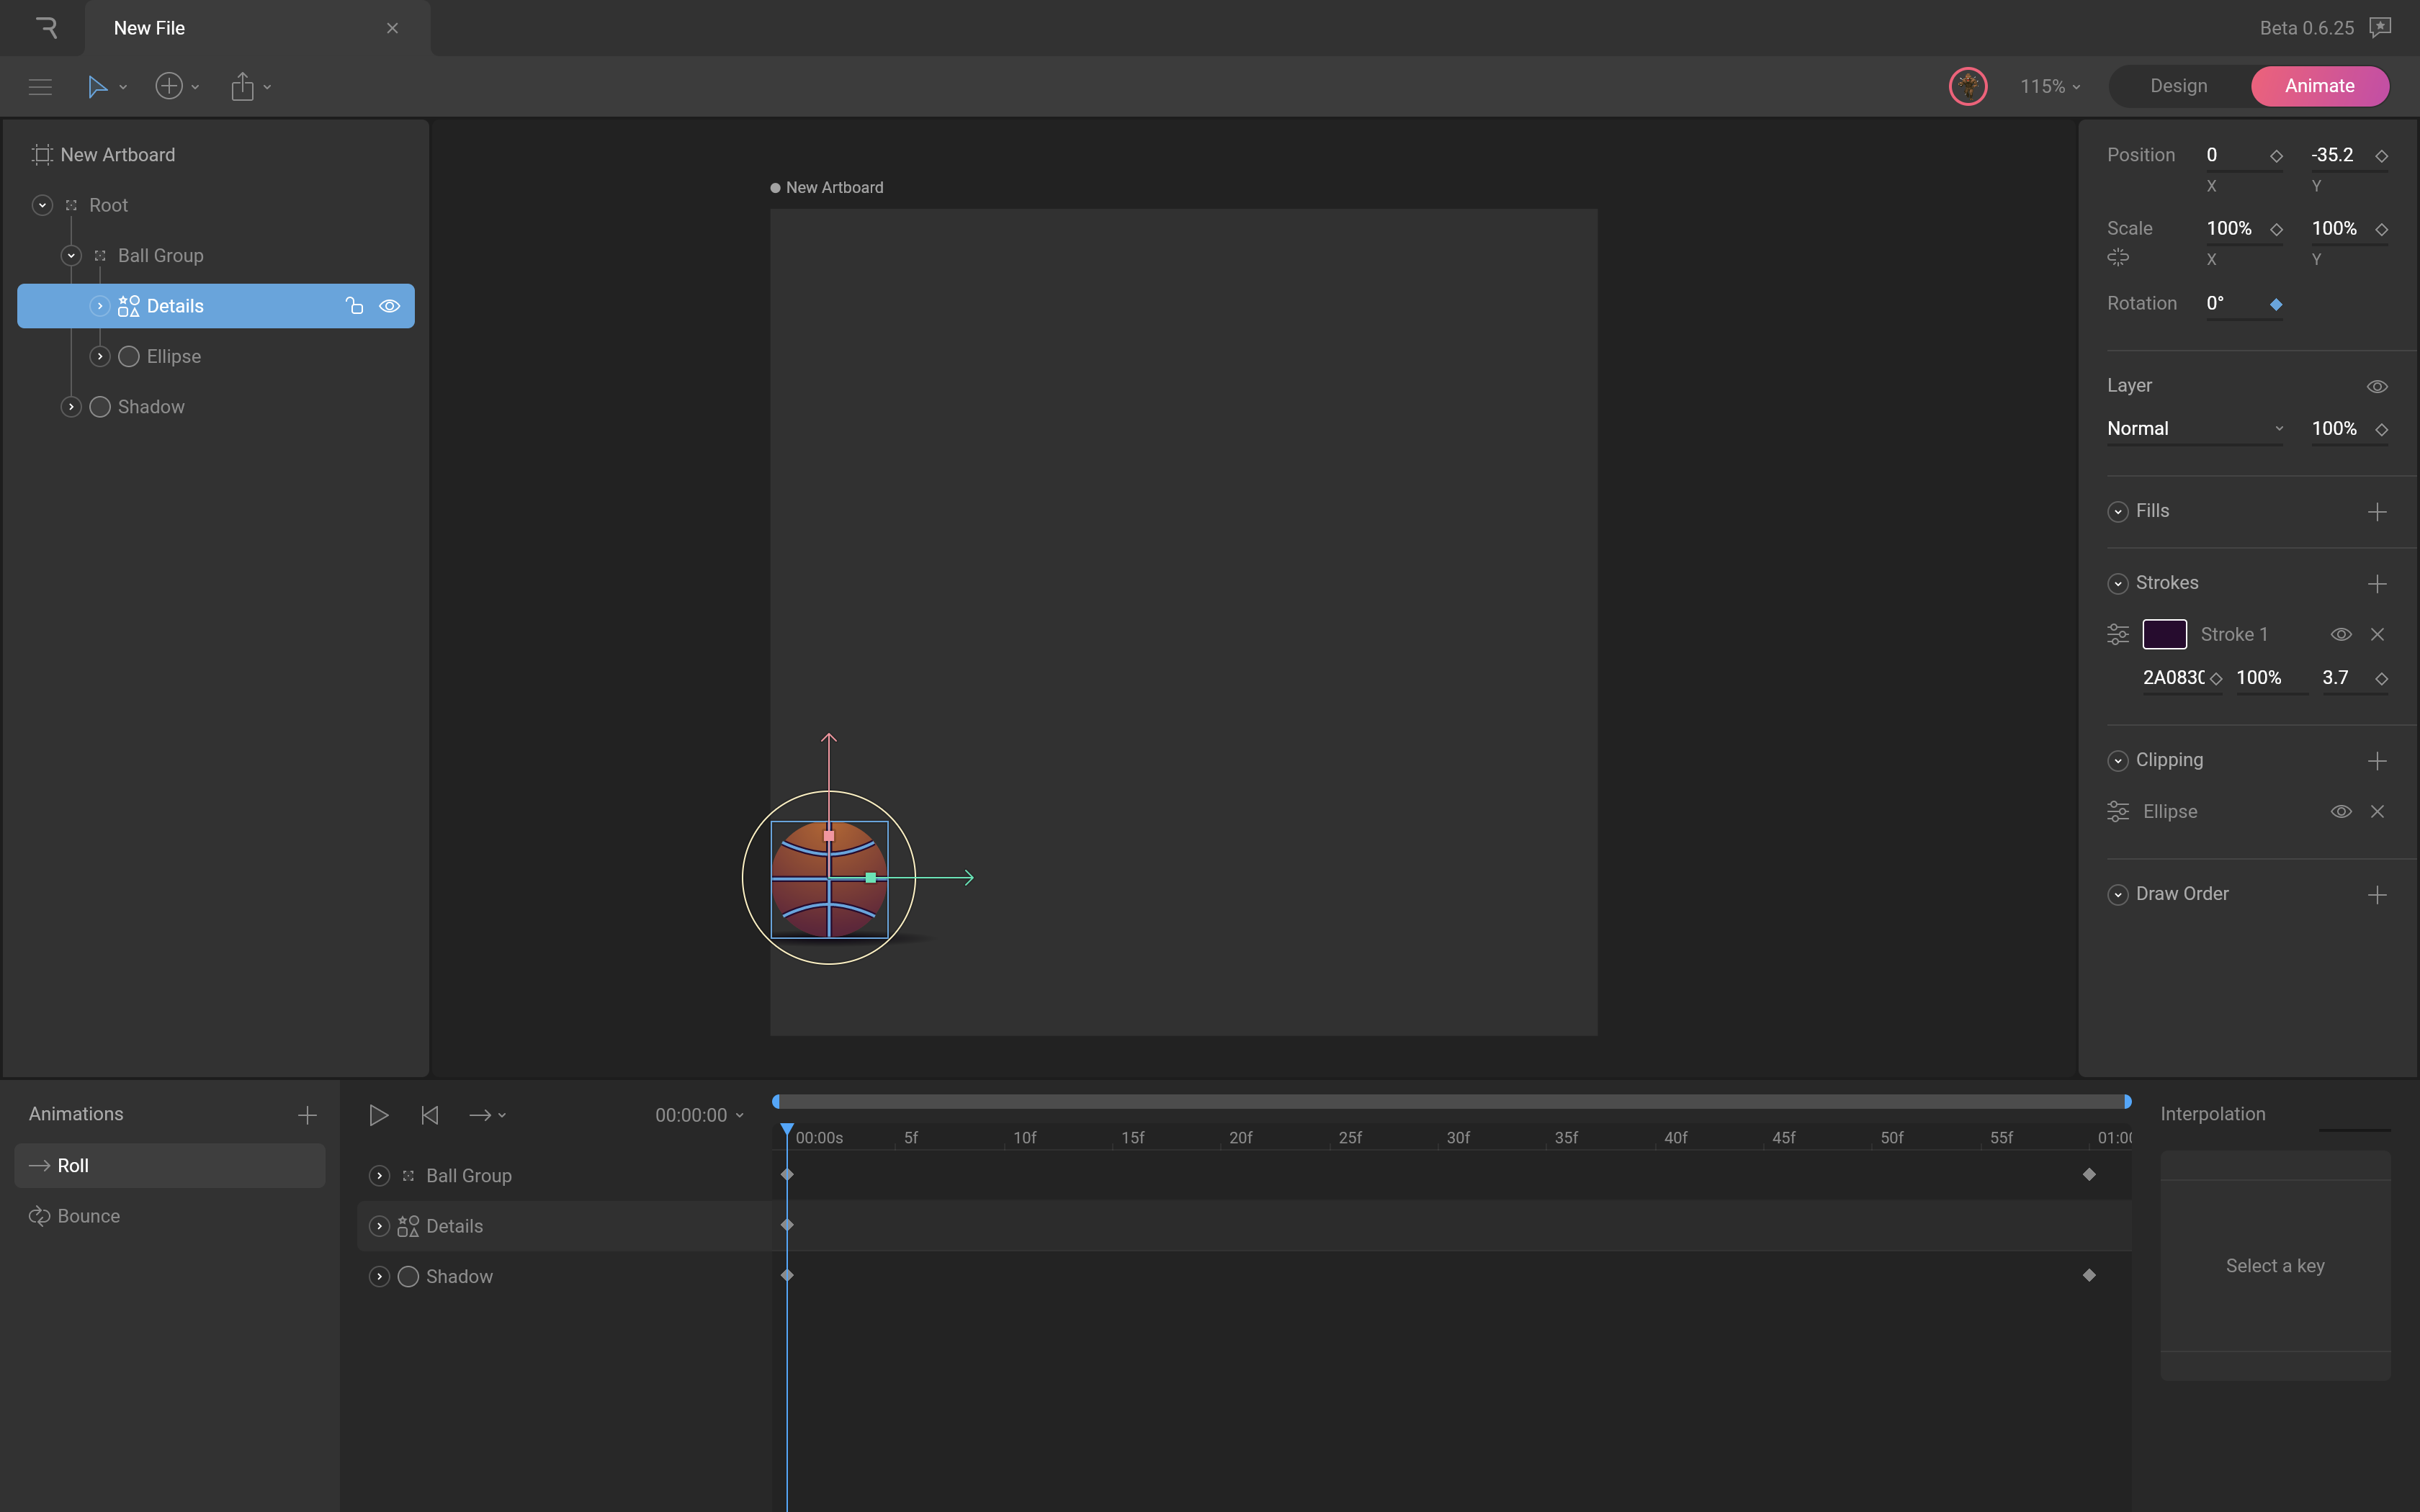 New File
Beta 0.6.25
115%
Design
Animate
New Artboard
Root
Ball Group
Details
Ellipse
Shadow
New Artboard
Position 0 -35.2
X Y
Scale 100% 100%
X Y
Rotation 0°
Layer
Normal 100%
Fills
Strokes
Stroke 1
2A083C 100% 3.7
Clipping
Ellipse
Draw Order
Animations
Roll
Bounce
00:00:00
00:00s 5f 10f 15f 20f 25f 30f 35f 40f 45f 50f 55f 01:00
Ball Group
Details
Shadow
Interpolation
Select a key